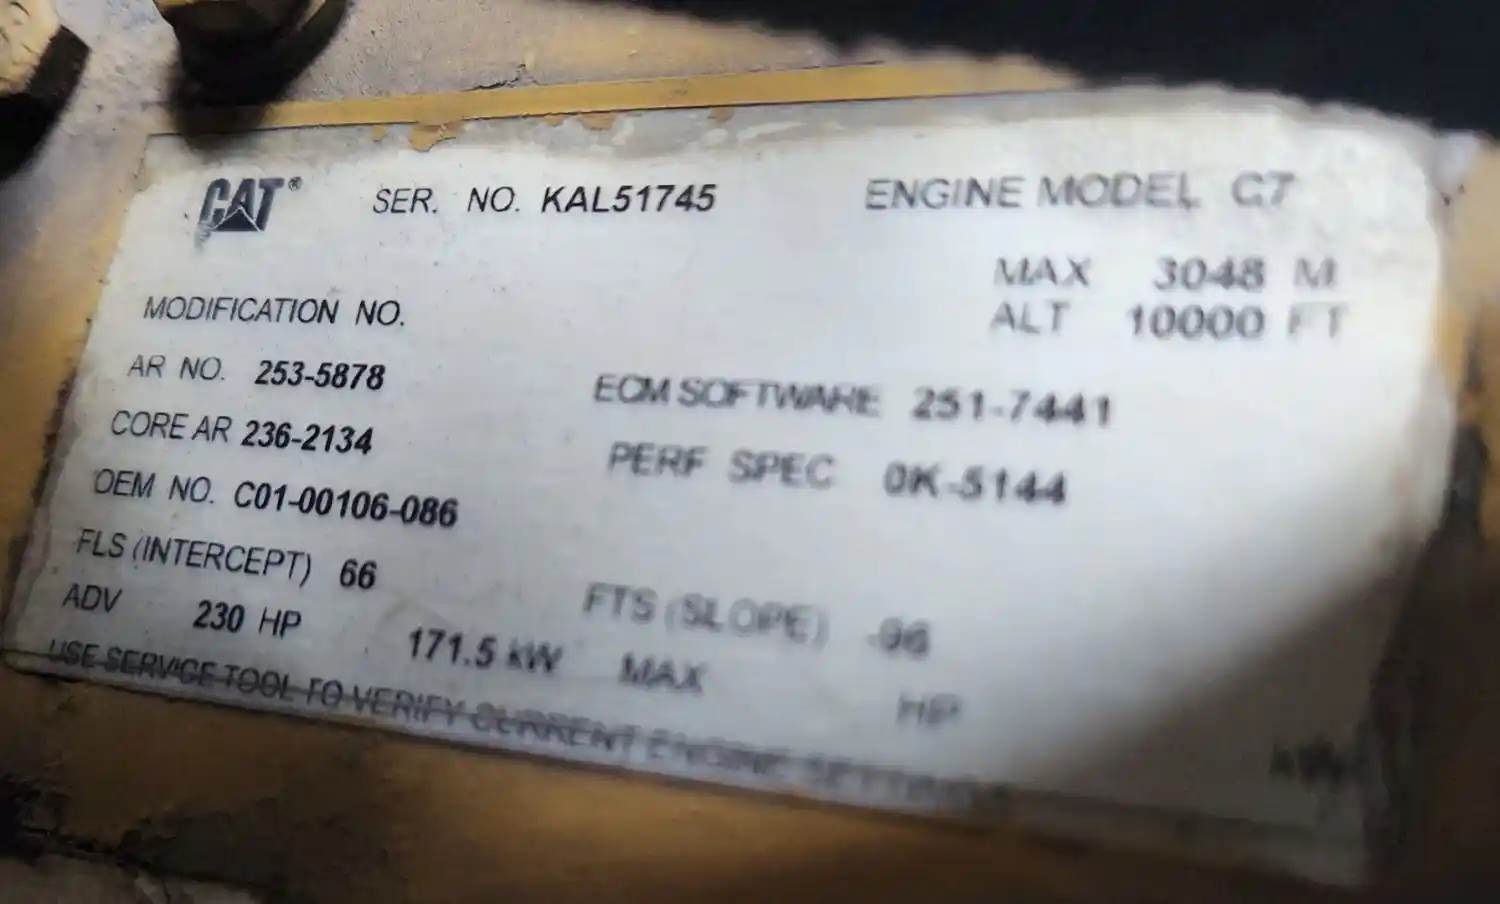 CAT® SER. NO. KAL51745 ENGINE MODEL C7
MAX 3048 M
ALT 10000 FT
MODIFICATION NO.
AR NO. 253-5878
ECM SOFTWARE 251-7441
CORE AR 236-2134
PERF SPEC 0K-5144
OEM NO. C01-00106-086
FLS (INTERCEPT) 66 FTS (SLOPE) -96
ADV 230 HP 171.5 kW MAX HP kW
USE SERVICE TOOL TO VERIFY CURRENT ENGINE SETTINGS